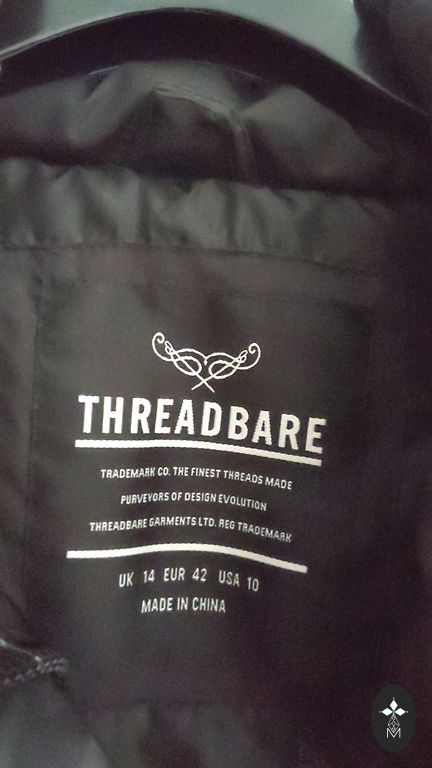 THREADBARE
TRADEMARK CO. THE FINEST THREADS MADE
PURVEYORS OF DESIGN EVOLUTION
THREADBARE GARMENTS LTD. REG TRADEMARK
UK 14 EUR 42 USA 10
MADE IN CHINA
M